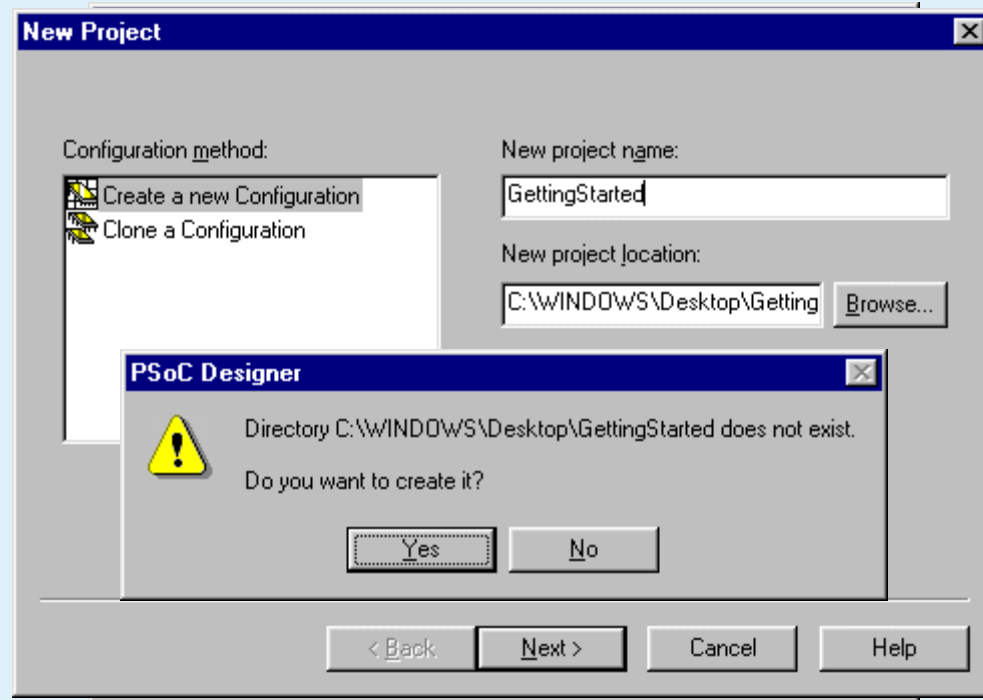 New Project
Configuration method:
Create a new Configuration
Clone a Configuration
New project name:
GettingStarted
New project location:
C:\WINDOWS\Desktop\Getting
Browse...
PSoC Designer
Directory C:\WINDOWS\Desktop\GettingStarted does not exist.
Do you want to create it?
Yes
No
< Back
Next >
Cancel
Help